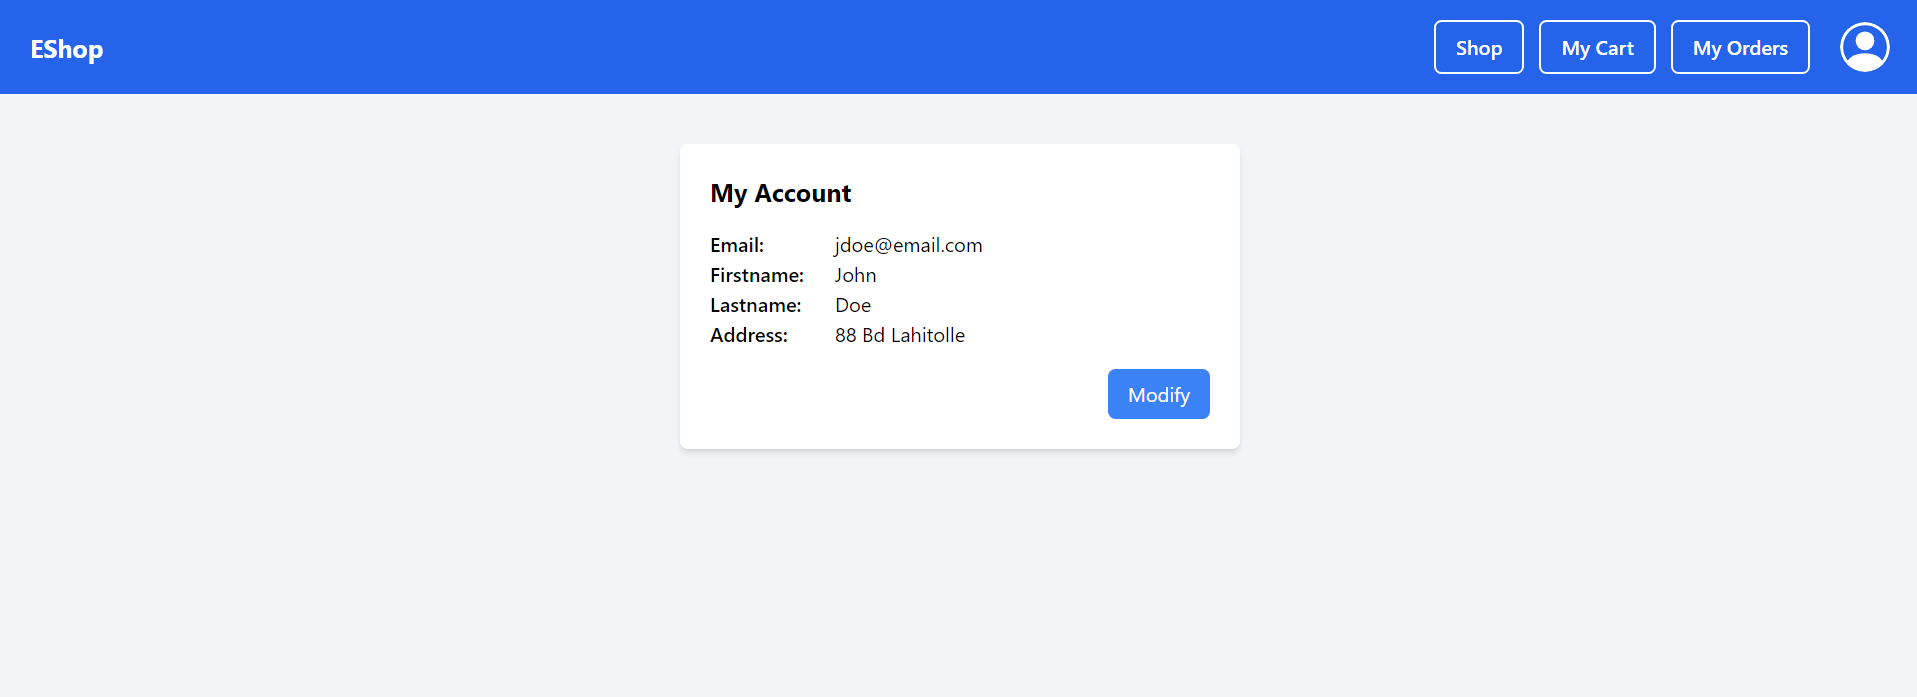 EShop Shop My Cart My Orders
My Account
Email: jdoe@email.com
Firstname: John
Lastname: Doe
Address: 88 Bd Lahitolle
Modify